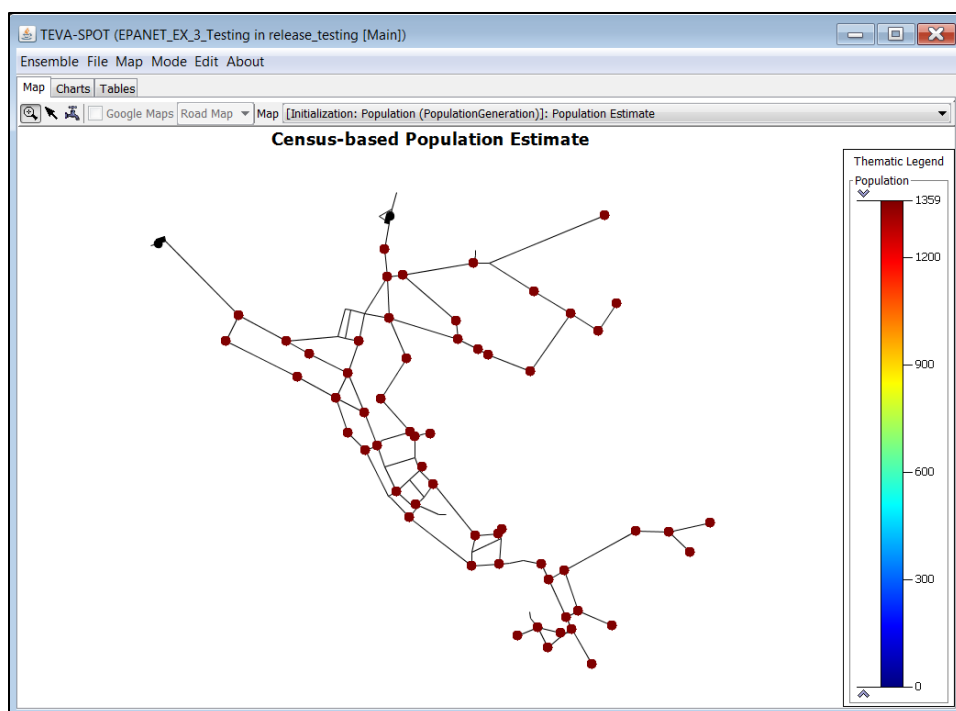 TEVA-SPOT (EPANET_EX_3_Testing in release_testing [Main])
Ensemble File Map Mode Edit About
Map Charts Tables
Google Maps Road Map Map [Initialization: Population (PopulationGeneration)]: Population Estimate
Census-based Population Estimate
Thematic Legend
Population
1359
1200
900
600
300
0